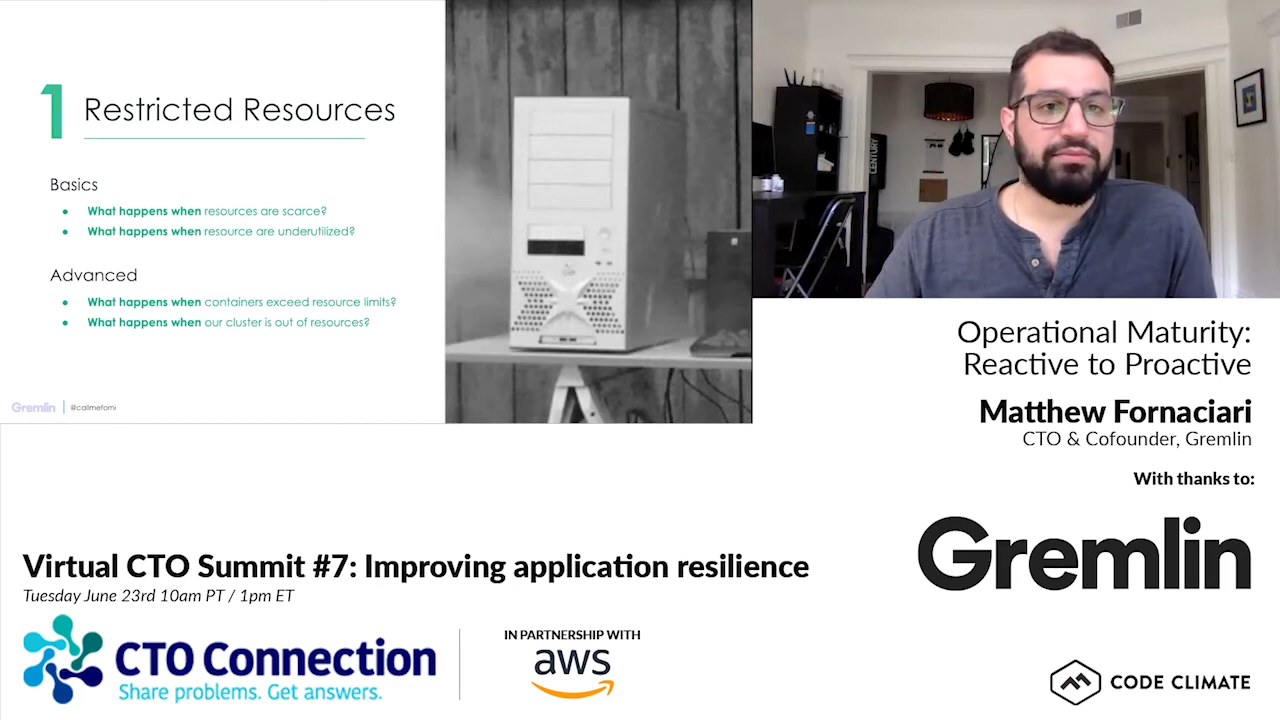 1 Restricted Resources
Basics
● What happens when resources are scarce?
● What happens when resource are underutilized?
Advanced
● What happens when containers exceed resource limits?
● What happens when our cluster is out of resources?
Gremlin | @callmeforni
CENTURY
Operational Maturity:
Reactive to Proactive
Matthew Fornaciari
CTO & Cofounder, Gremlin
With thanks to:
Gremlin
Virtual CTO Summit #7: Improving application resilience
Tuesday June 23rd 10am PT / 1pm ET
CTO Connection
Share problems. Get answers.
IN PARTNERSHIP WITH
aws
CODE CLIMATE